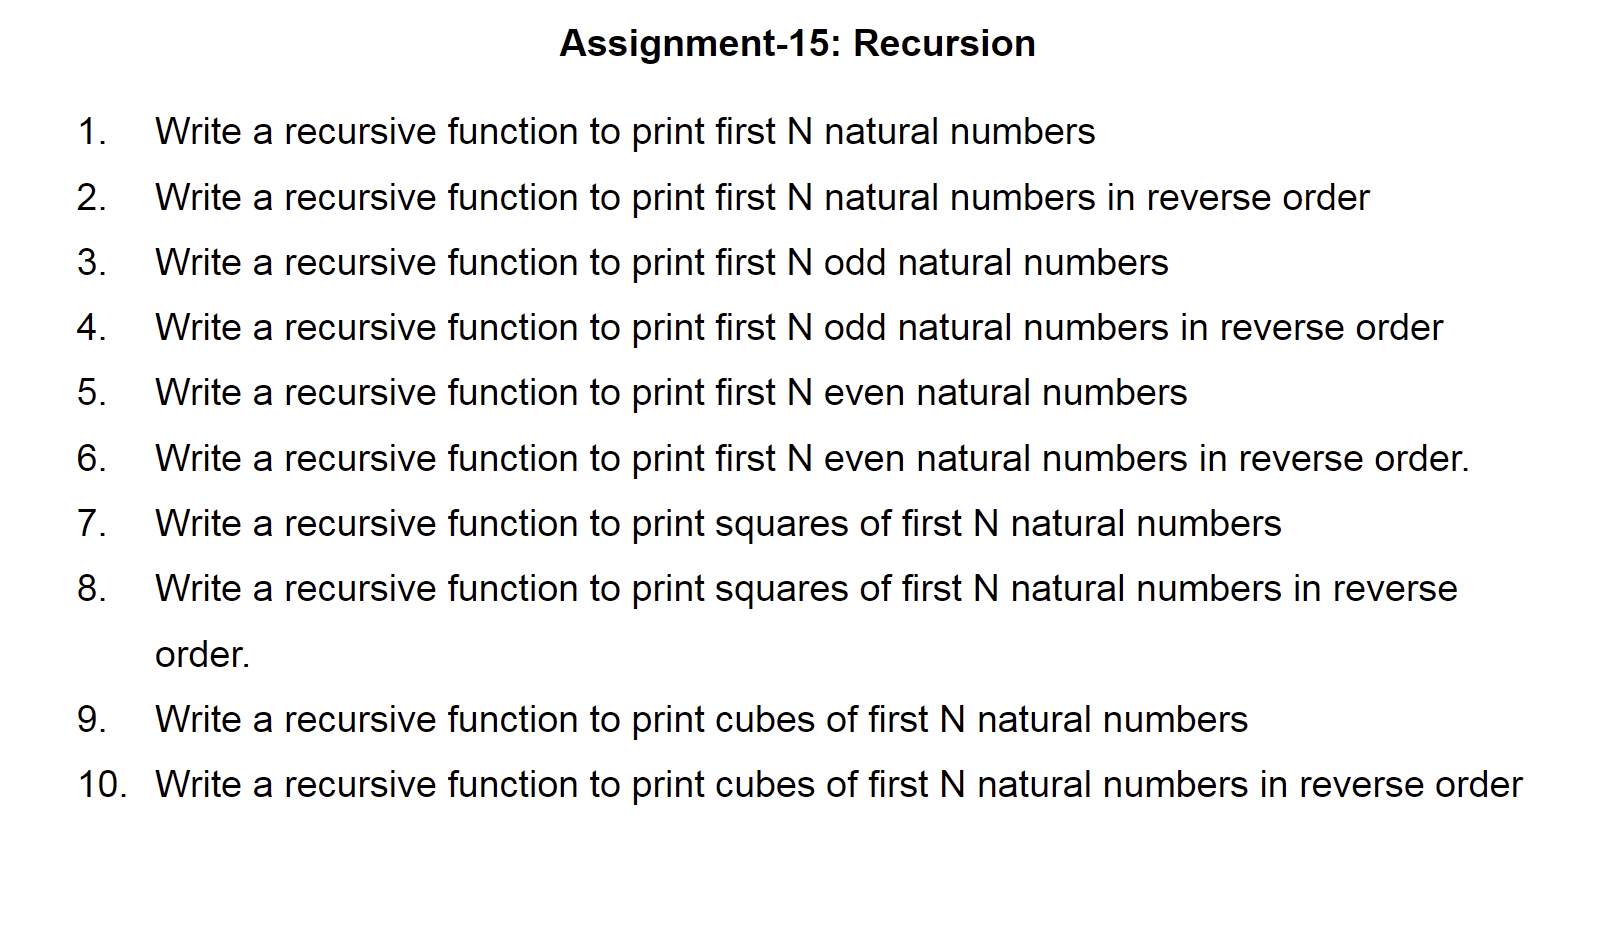 Assignment-15: Recursion
1. Write a recursive function to print first N natural numbers
2. Write a recursive function to print first N natural numbers in reverse order
3. Write a recursive function to print first N odd natural numbers
4. Write a recursive function to print first N odd natural numbers in reverse order
5. Write a recursive function to print first N even natural numbers
6. Write a recursive function to print first N even natural numbers in reverse order.
7. Write a recursive function to print squares of first N natural numbers
8. Write a recursive function to print squares of first N natural numbers in reverse
order.
9. Write a recursive function to print cubes of first N natural numbers
10. Write a recursive function to print cubes of first N natural numbers in reverse order